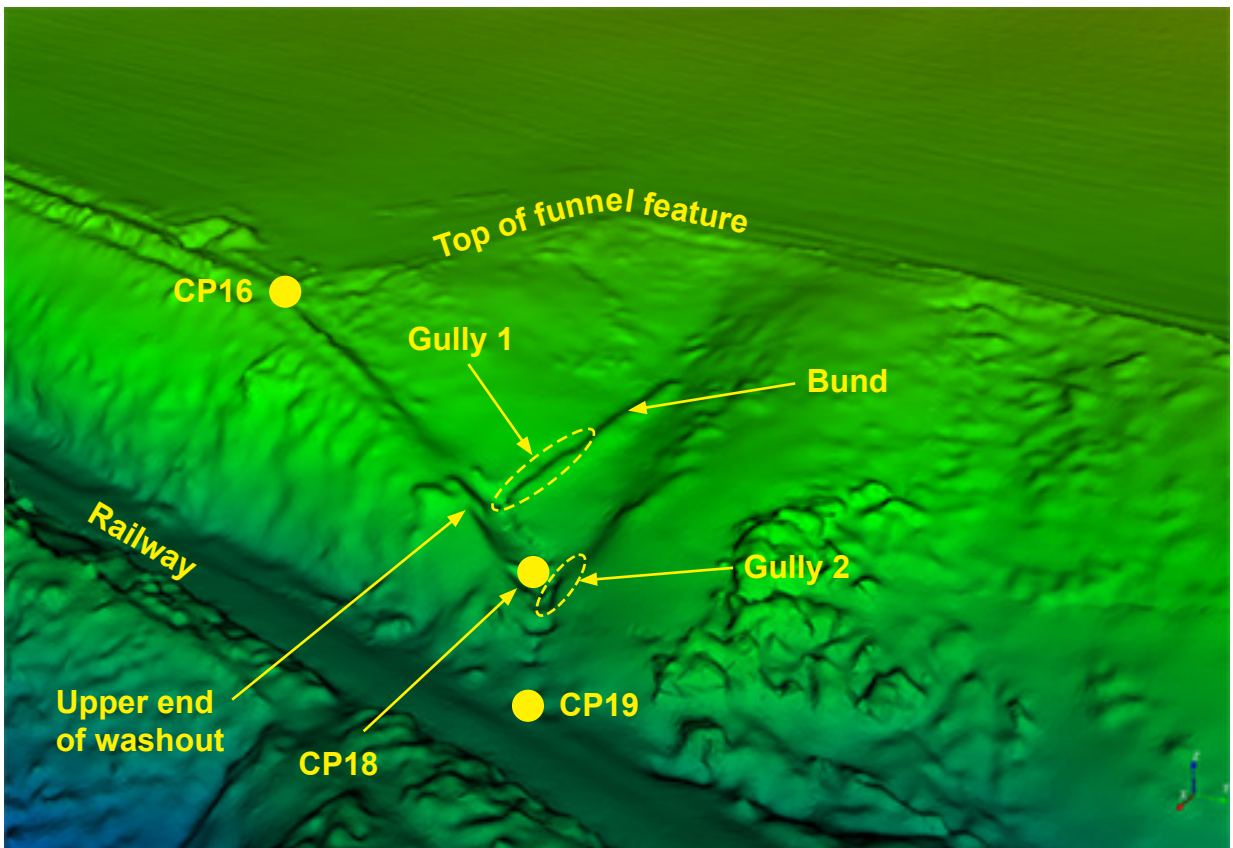 Top of funnel feature
CP16
Gully 1
Bund
Railway
Gully 2
Upper end
of washout
CP19
CP18